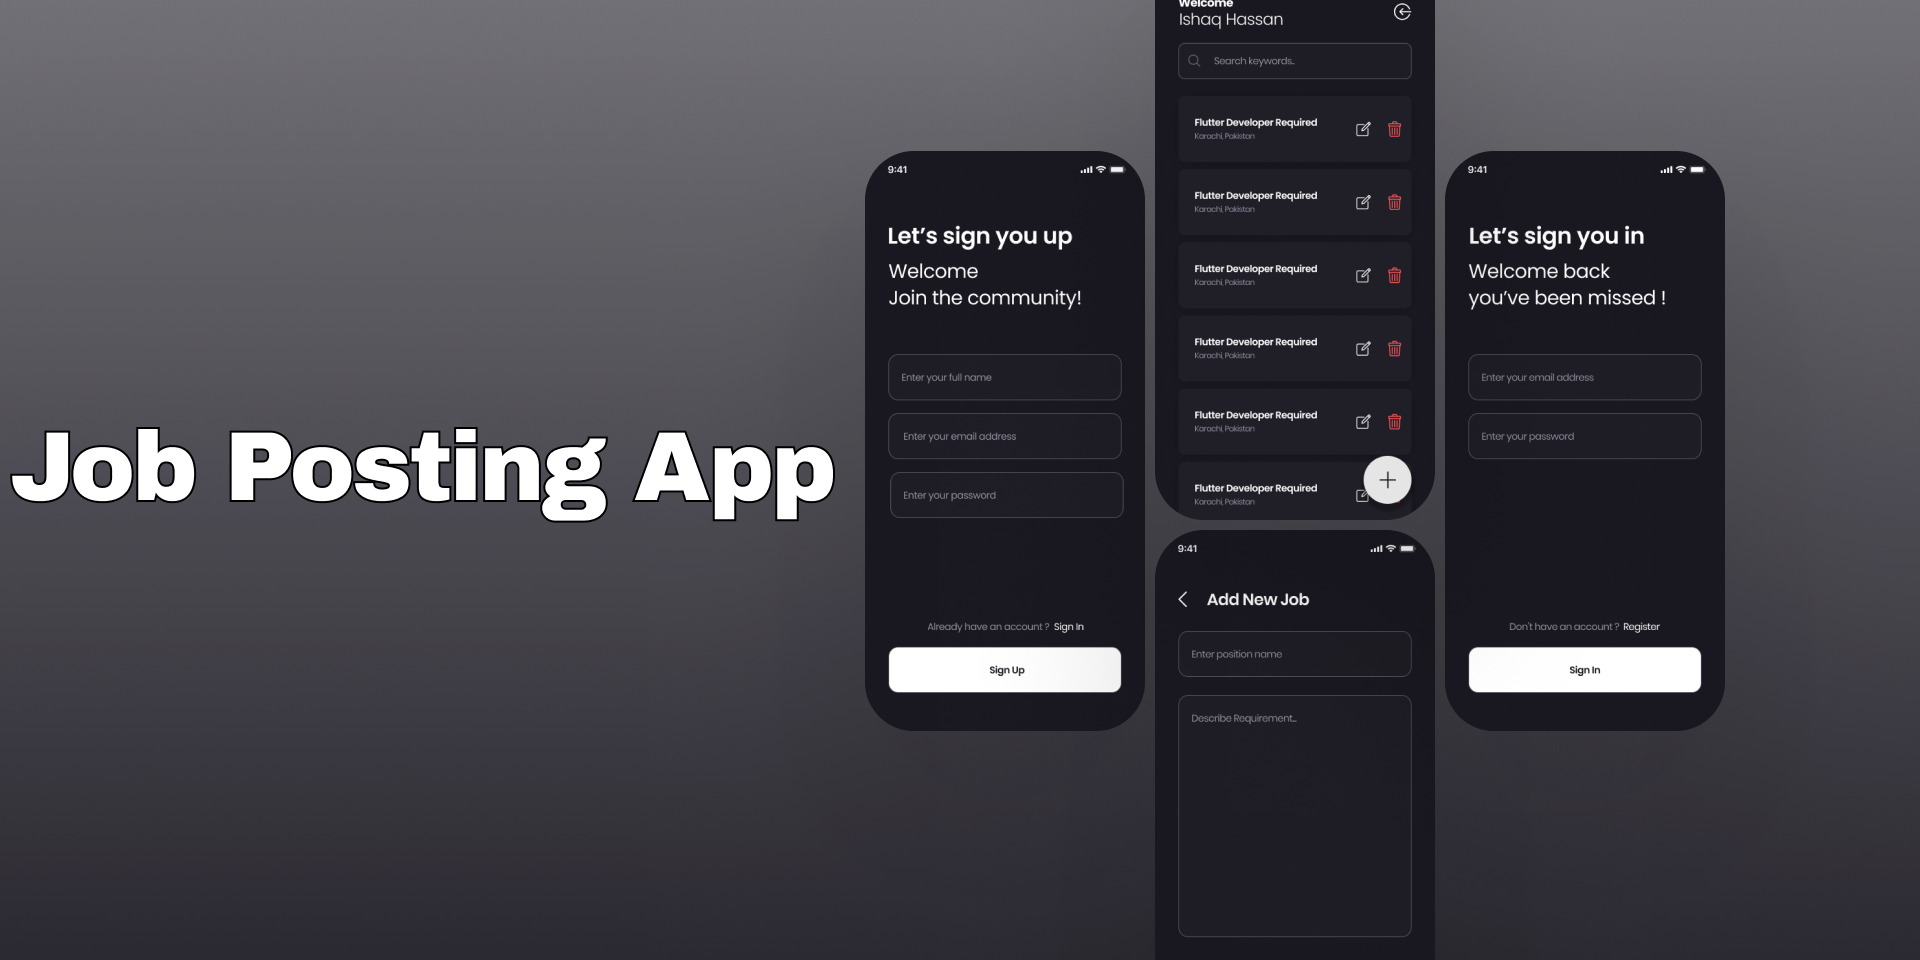 Job Posting App
9:41
Let's sign you up
Welcome
Join the community!
Enter your full name
Enter your email address
Enter your password
Already have an account ? Sign In
Sign Up
Welcome
Ishaq Hassan
Search keywords..
Flutter Developer Required
Karachi, Pakistan
Flutter Developer Required
Karachi, Pakistan
Flutter Developer Required
Karachi, Pakistan
Flutter Developer Required
Karachi, Pakistan
Flutter Developer Required
Karachi, Pakistan
Flutter Developer Required
Karachi, Pakistan
9:41
Add New Job
Enter position name
Describe Requirement...
9:41
Let's sign you in
Welcome back
you've been missed !
Enter your email address
Enter your password
Don't have an account ? Register
Sign In